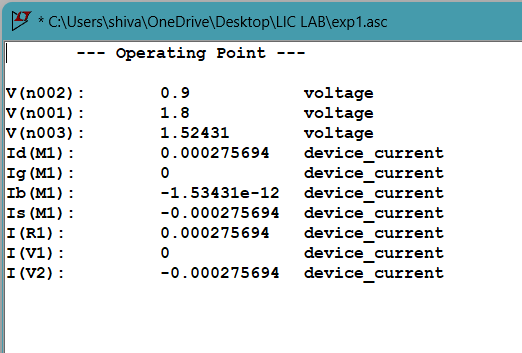 * C:\Users\shiva\OneDrive\Desktop\LIC LAB\exp1.asc
--- Operating Point ---
V(n002): 0.9 voltage
V(n001): 1.8 voltage
V(n003): 1.52431 voltage
Id(M1): 0.000275694 device_current
Ig(M1): 0 device_current
Ib(M1): -1.53431e-12 device_current
Is(M1): -0.000275694 device_current
I(R1): 0.000275694 device_current
I(V1): 0 device_current
I(V2): -0.000275694 device_current